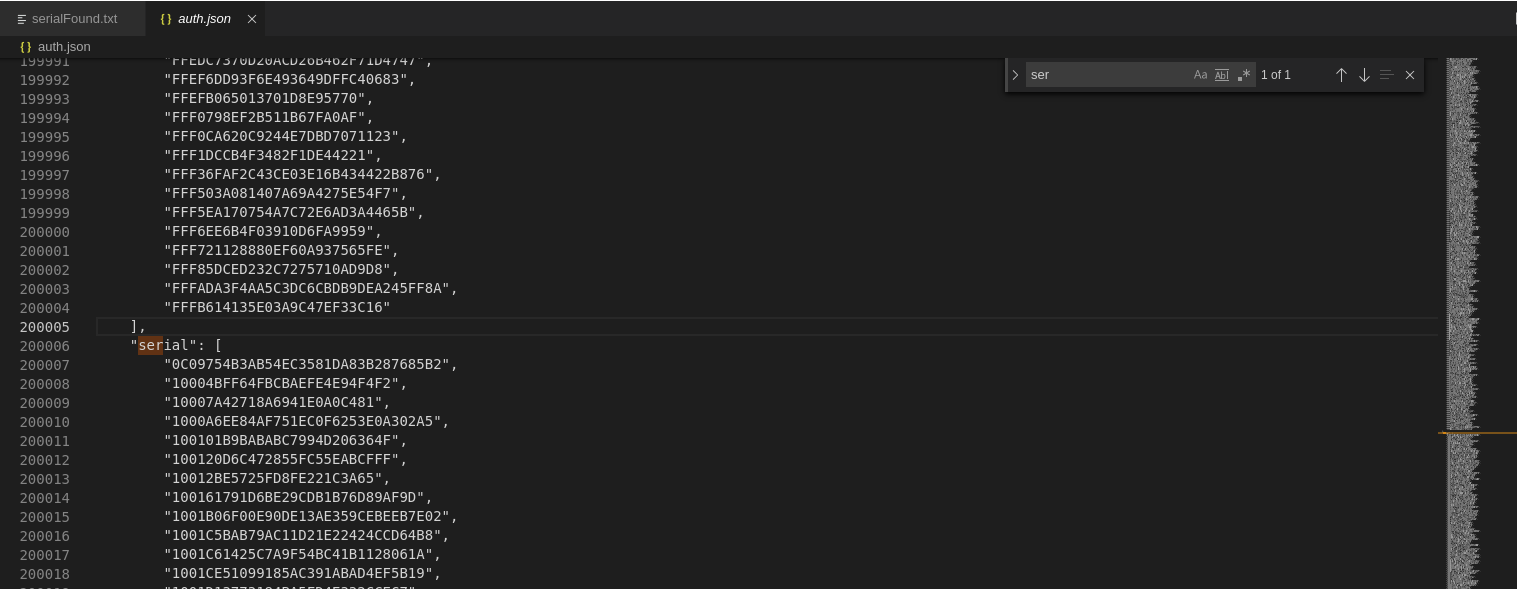 serialFound.txt
{} auth.json
{} auth.json
ser
Aa Abl .* 1 of 1
199991 "FFEDC7370D20ACD26B462F71D4747",
199992 "FFEF6DD93F6E493649DFFC40683",
199993 "FFEFB065013701D8E95770",
199994 "FFF0798EF2B511B67FA0AF",
199995 "FFF0CA620C9244E7DBD7071123",
199996 "FFF1DCCB4F3482F1DE44221",
199997 "FFF36FAF2C43CE03E16B434422B876",
199998 "FFF503A081407A69A4275E54F7",
199999 "FFF5EA170754A7C72E6AD3A4465B",
200000 "FFF6EE6B4F03910D6FA9959",
200001 "FFF721128880EF60A937565FE",
200002 "FFF85DCED232C7275710AD9D8",
200003 "FFFADA3F4AA5C3DC6CBDB9DEA245FF8A",
200004 "FFFB614135E03A9C47EF33C16"
200005 ],
200006 "serial": [
200007 "0C09754B3AB54EC3581DA83B287685B2",
200008 "10004BFF64FBCBAEFE4E94F4F2",
200009 "10007A42718A6941E0A0C481",
200010 "1000A6EE84AF751EC0F6253E0A302A5",
200011 "100101B9BABABC7994D206364F",
200012 "100120D6C472855FC55EABCFFF",
200013 "10012BE5725FD8FE221C3A65",
200014 "100161791D6BE29CDB1B76D89AF9D",
200015 "1001B06F00E90DE13AE359CEBEEB7E02",
200016 "1001C5BAB79AC11D21E22424CCD64B8",
200017 "1001C61425C7A9F54BC41B1128061A",
200018 "1001CE51099185AC391ABAD4EF5B19",